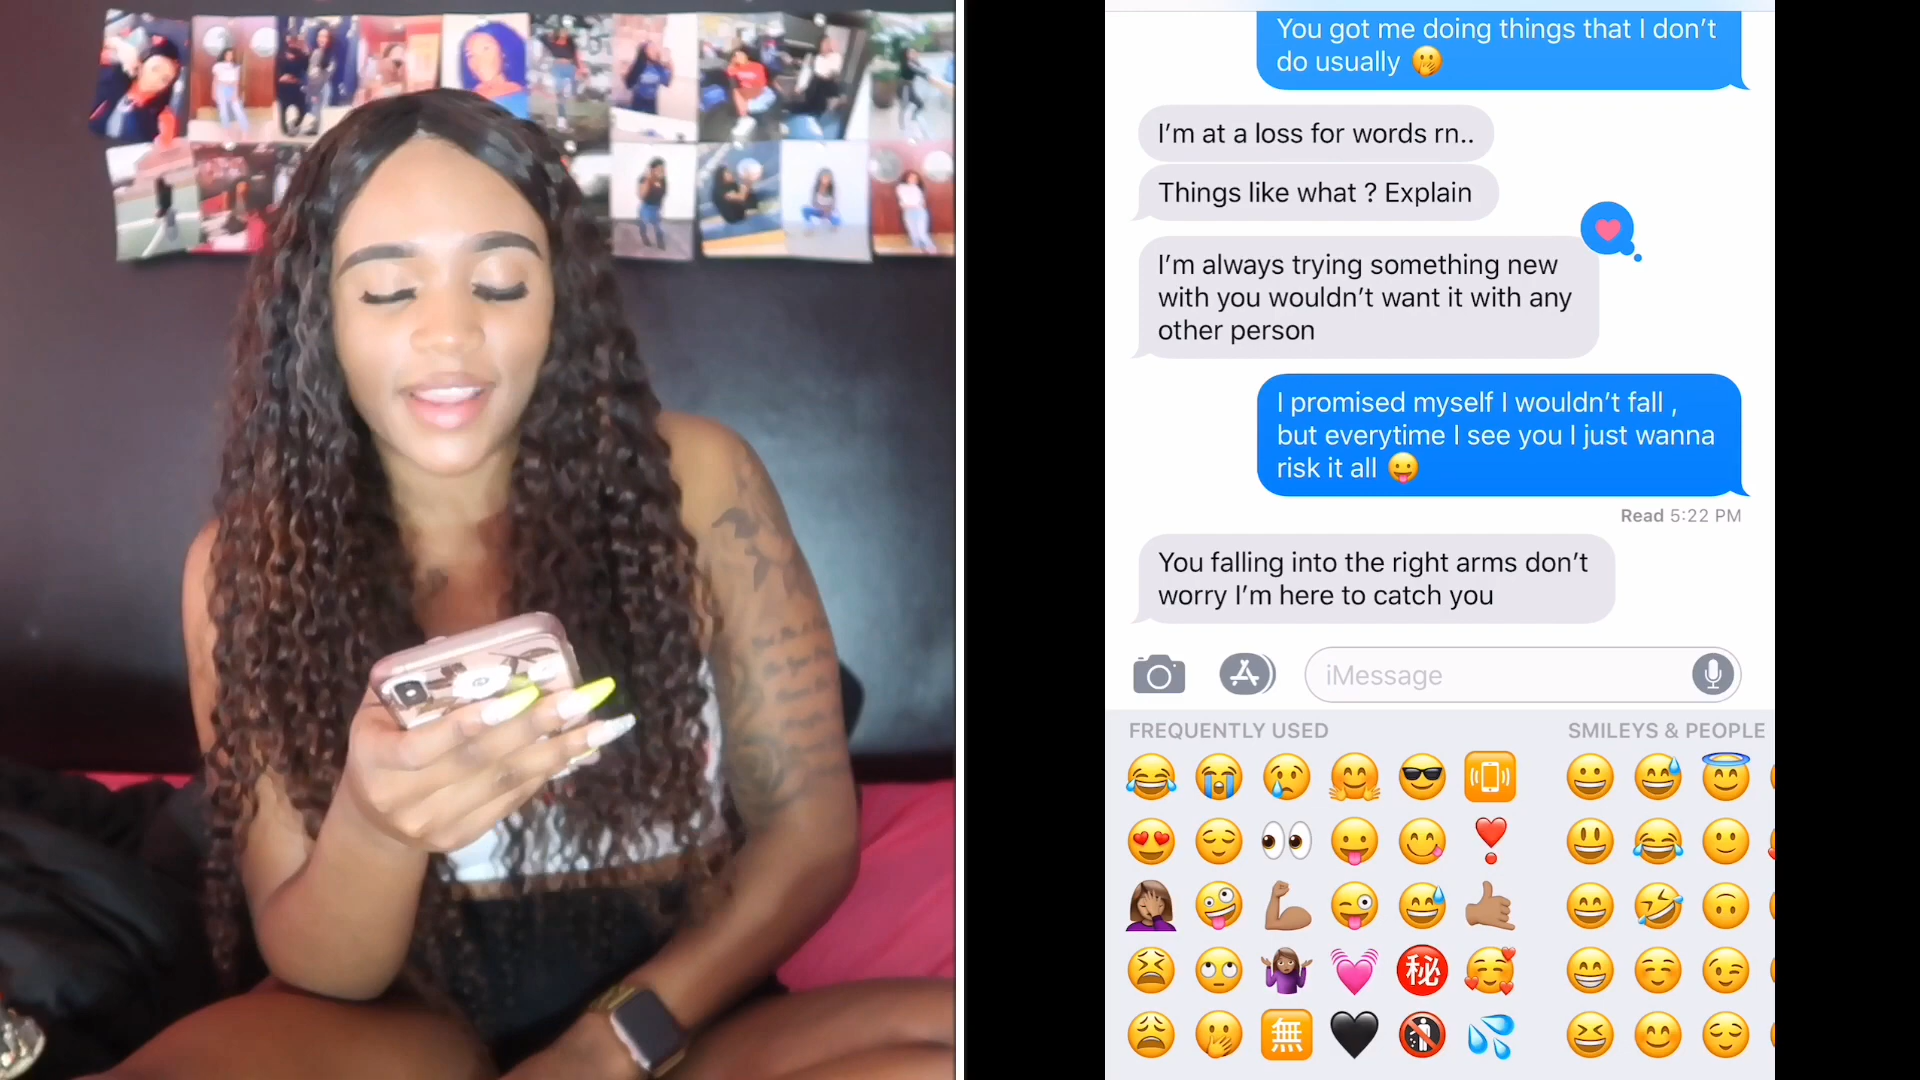 You got me doing things that I don't
do usually 🤭
I'm at a loss for words rn..
Things like what ? Explain
I'm always trying something new
with you wouldn't want it with any
other person
I promised myself I wouldn't fall ,
but everytime I see you I just wanna
risk it all 😛
Read 5:22 PM
You falling into the right arms don't
worry I'm here to catch you
iMessage
FREQUENTLY USED
SMILEYS & PEOPLE
秘
無